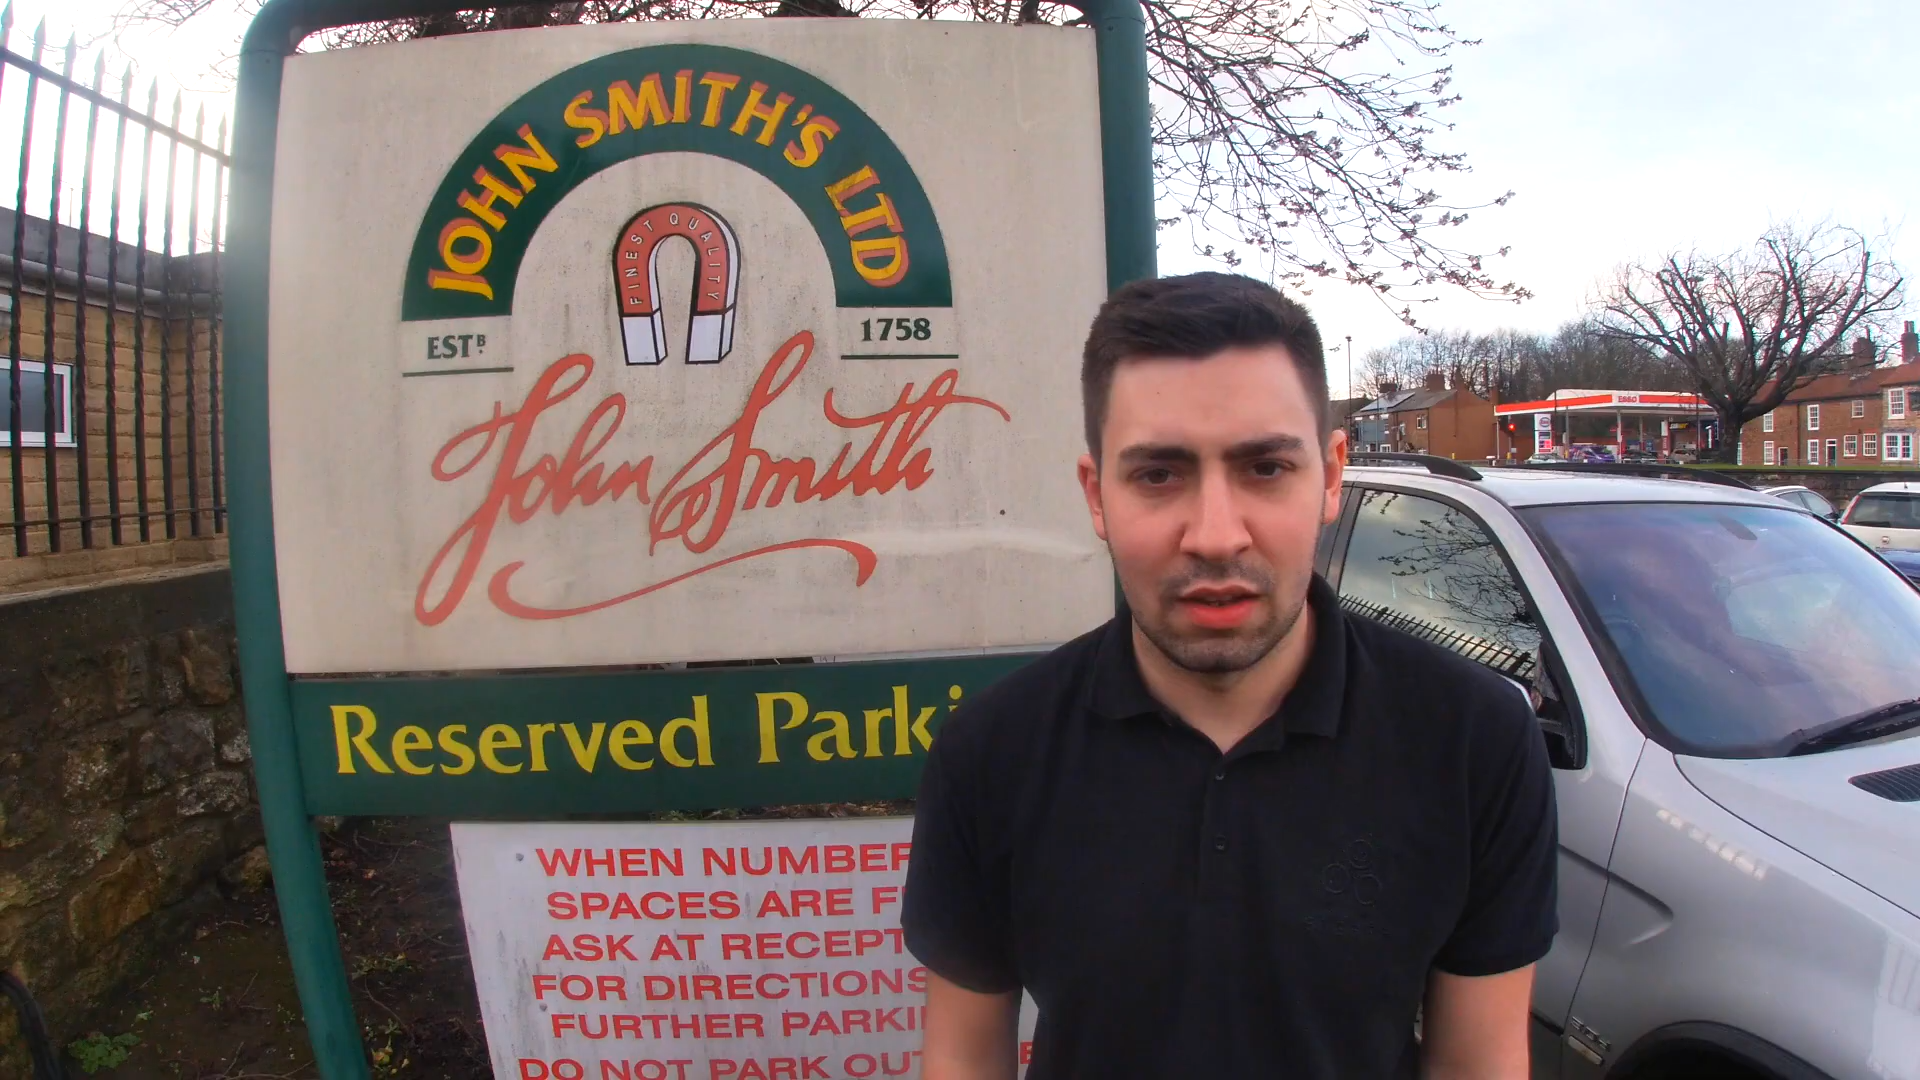 JOHN SMITH'S LTD
FINEST QUALITY
ESTB. 1758
John Smith
Reserved Parki
WHEN NUMBER
SPACES ARE F
ASK AT RECEPT
FOR DIRECTIONS
FURTHER PARKI
DO NOT PARK OUT
Esso